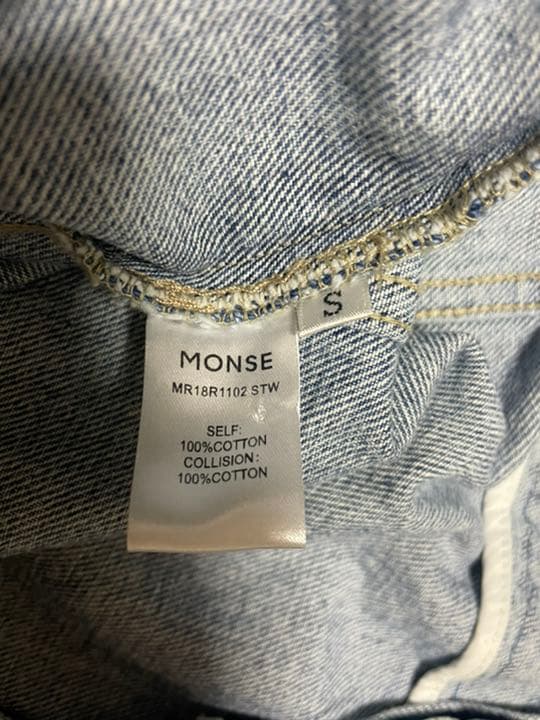 S
MONSE
MR18R1102 STW
SELF:
100%COTTON
COLLISION:
100%COTTON